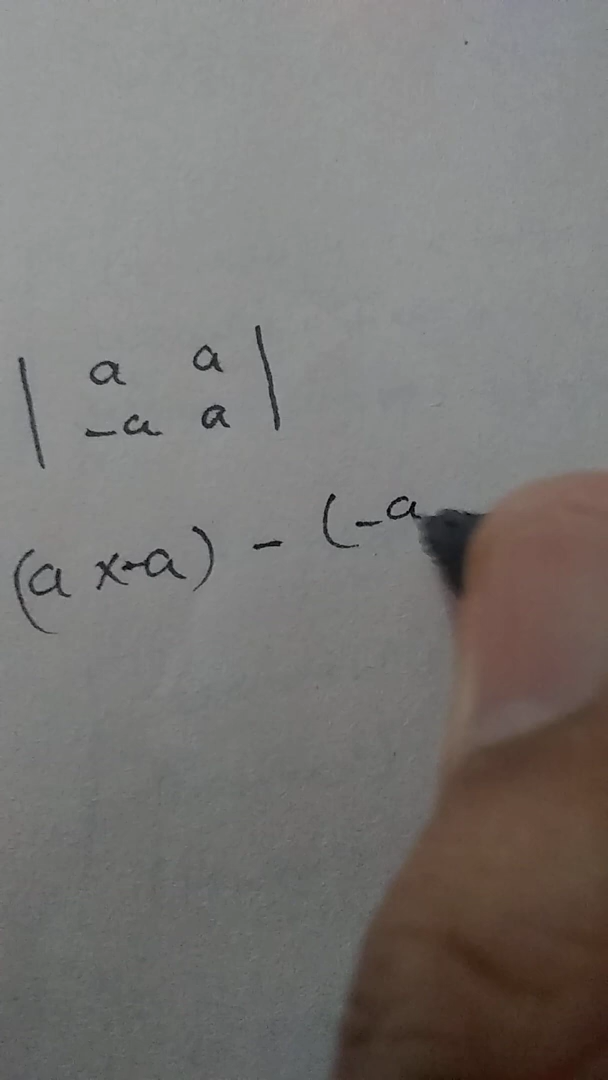 | a a |
| -a a |
(a x-a) - (-a